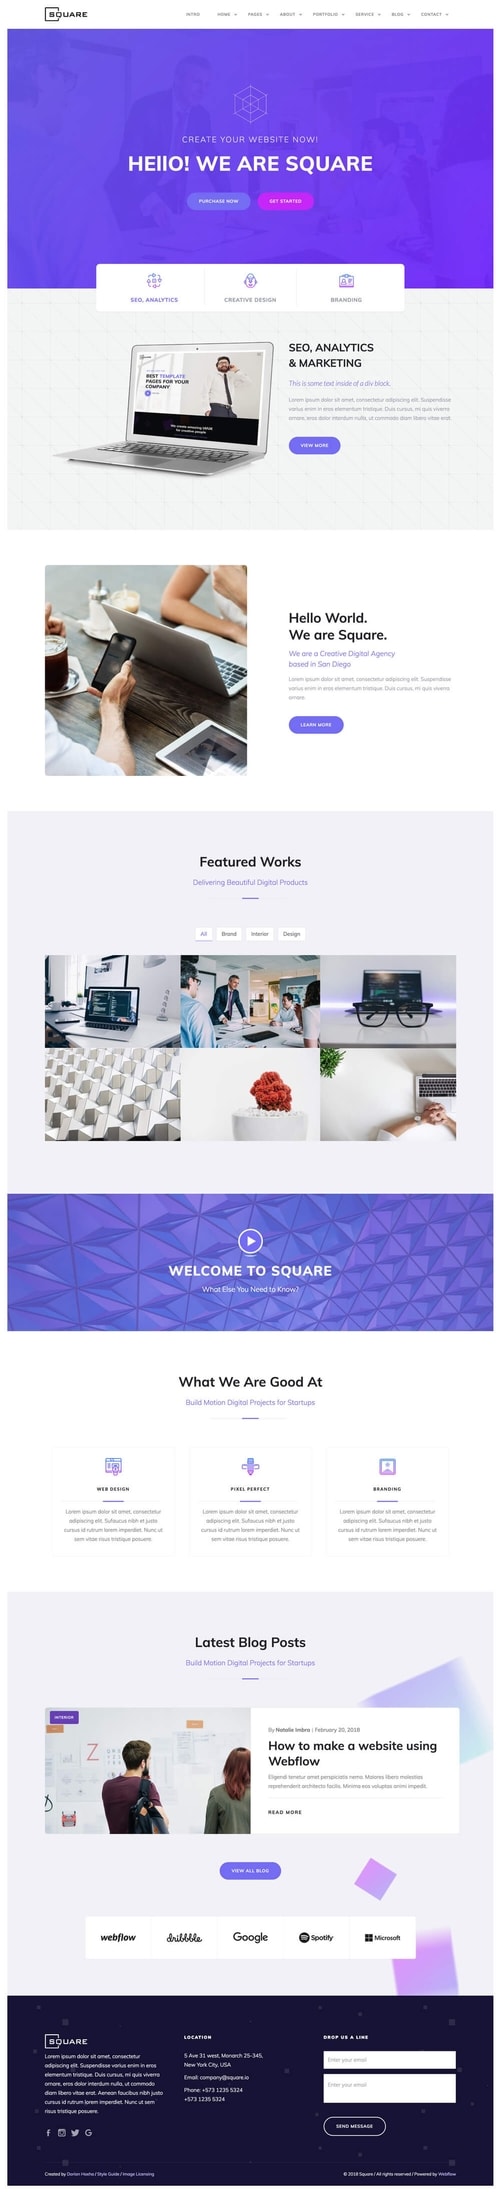 SQUARE
INTRO HOME PAGES ABOUT PORTFOLIO SERVICE BLOG CONTACT
CREATE YOUR WEBSITE NOW!
HEllO! WE ARE SQUARE
PURCHASE NOW GET STARTED
SEO, ANALYTICS CREATIVE DESIGN BRANDING
BEST TEMPLATE
PAGES FOR YOUR
COMPANY
We create amazing UI/UX
for creative people
SEO, ANALYTICS
& MARKETING
This is some text inside of a div block.
Lorem ipsum dolor sit amet, consectetur adipiscing elit. Suspendisse
varius enim in eros elementum tristique. Duis cursus, mi quis viverra
ornare, eros dolor interdum nulla, ut commodo diam libero vitae erat.
VIEW MORE
Hello World.
We are Square.
We are a Creative Digital Agency
based in San Diego
Lorem ipsum dolor sit amet, consectetur adipiscing elit. Suspendisse
varius enim in eros elementum tristique. Duis cursus, mi quis viverra
ornare.
LEARN MORE
Featured Works
Delivering Beautiful Digital Products
All Brand Interior Design
WELCOME TO SQUARE
What Else You Need to Know?
What We Are Good At
Build Motion Digital Projects for Startups
WEB DESIGN
Lorem ipsum dolor sit amet, consectetur
adipiscing elit. Sufaucus nibh et justo
cursus id rutrum lorem imperdiet. Nunc ut
sem vitae risus tristique posuere.
PIXEL PERFECT
Lorem ipsum dolor sit amet, consectetur
adipiscing elit. Sufaucus nibh et justo
cursus id rutrum lorem imperdiet. Nunc ut
sem vitae risus tristique posuere.
BRANDING
Lorem ipsum dolor sit amet, consectetur
adipiscing elit. Sufaucus nibh et justo
cursus id rutrum lorem imperdiet. Nunc ut
sem vitae risus tristique posuere.
Latest Blog Posts
Build Motion Digital Projects for Startups
INTERIOR
By Natalie Imbra | February 20, 2018
How to make a website using
Webflow
Eligendi tenetur amet perspiciatis nemo. Maiores libero molestias
reprehenderit architecto facilis. Minima eos voluptas animi impedit.
READ MORE
VIEW ALL BLOG
webflow dribbble Google Spotify Microsoft
SQUARE
Lorem ipsum dolor sit amet, consectetur
adipiscing elit. Suspendisse varius enim in eros
elementum tristique. Duis cursus, mi quis viverra
ornare, eros dolor interdum nulla, ut commodo
diam libero vitae erat. Aenean faucibus nibh et justo
cursus id rutrum lorem imperdiet. Nunc ut sem vitae
risus tristique posuere.
LOCATION
5 Ave 31 west, Monarch 25-345,
New York City, USA
Email: company@square.io
Phone: +573 1235 5324
+573 1235 5324
DROP US A LINE
Enter your email
Enter your email
SEND MESSAGE
Created by Dorian Hoxha / Style Guide / Image Licensing
© 2018 Square / All rights reserved / Powered by Webflow